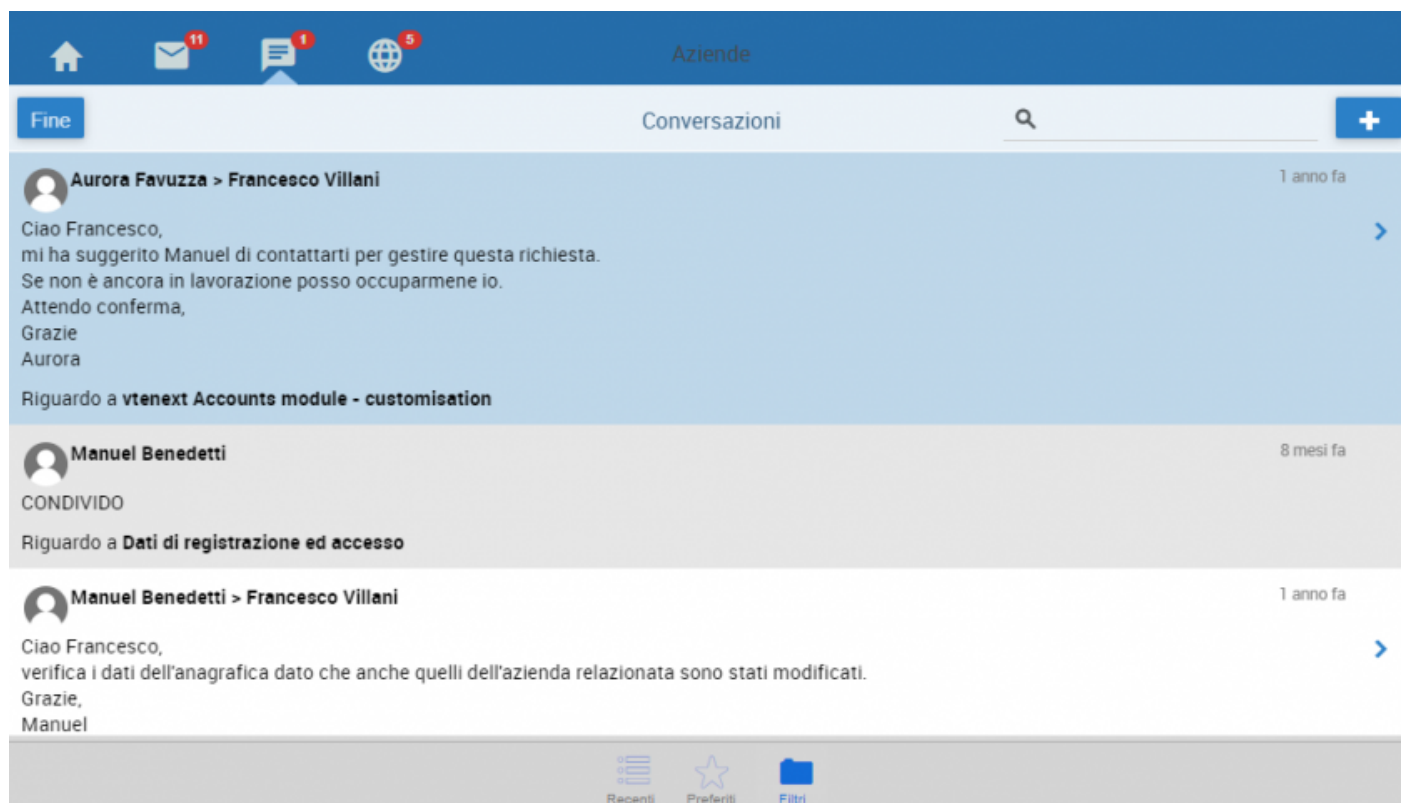 11
1
5
Aziende
Fine
Conversazioni
Aurora Favuzza > Francesco Villani
1 anno fa
Ciao Francesco,
mi ha suggerito Manuel di contattarti per gestire questa richiesta.
Se non è ancora in lavorazione posso occuparmene io.
Attendo conferma,
Grazie
Aurora
Riguardo a vtenext Accounts module - customisation
Manuel Benedetti
8 mesi fa
CONDIVIDO
Riguardo a Dati di registrazione ed accesso
Manuel Benedetti > Francesco Villani
1 anno fa
Ciao Francesco,
verifica i dati dell'anagrafica dato che anche quelli dell'azienda relazionata sono stati modificati.
Grazie,
Manuel
Recenti
Preferiti
Filtri